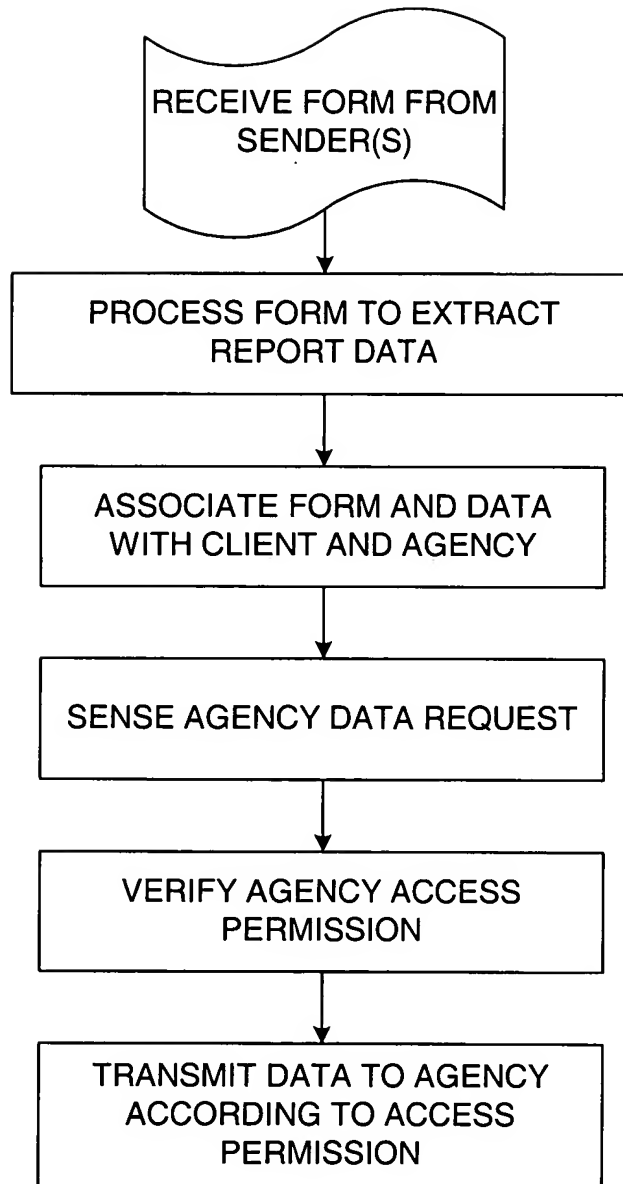 RECEIVE FORM FROM
SENDER(S)
PROCESS FORM TO EXTRACT
REPORT DATA
ASSOCIATE FORM AND DATA
WITH CLIENT AND AGENCY
SENSE AGENCY DATA REQUEST
VERIFY AGENCY ACCESS
PERMISSION
TRANSMIT DATA TO AGENCY
ACCORDING TO ACCESS
PERMISSION